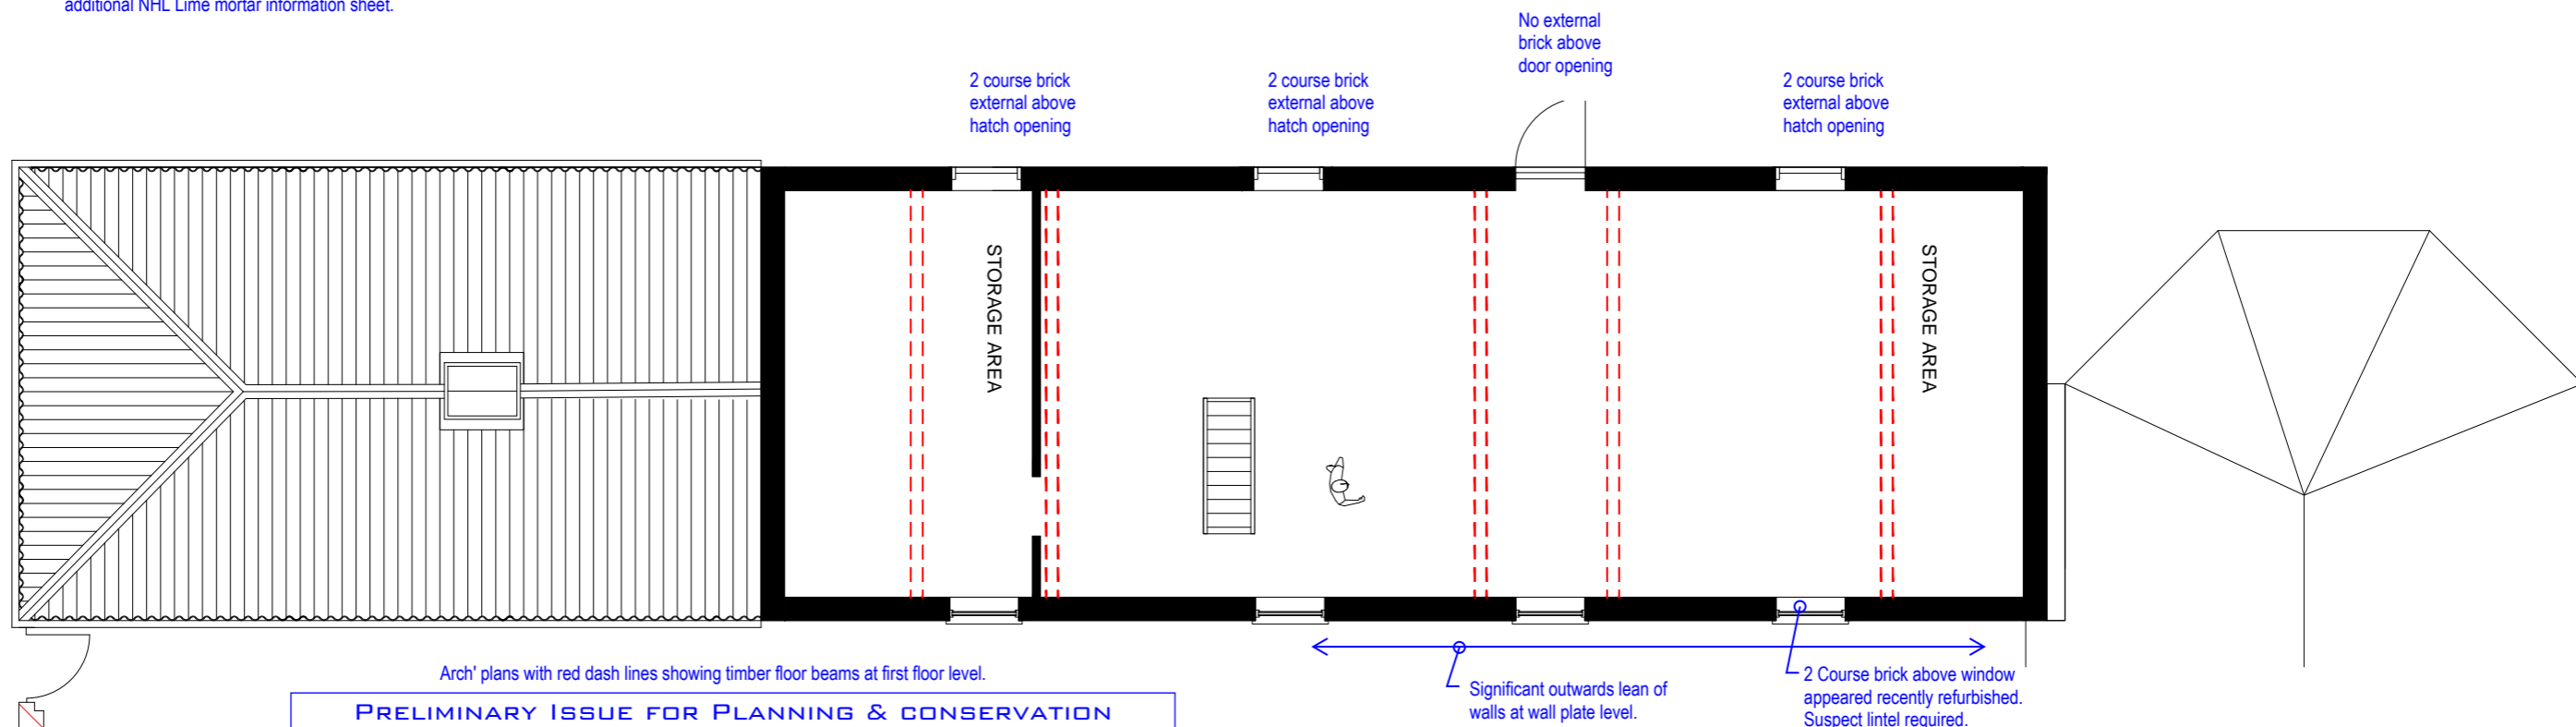 additional NHL Lime mortar information sheet.
No external
brick above
door opening
2 course brick
external above
hatch opening
2 course brick
external above
hatch opening
2 course brick
external above
hatch opening
STORAGE AREA
STORAGE AREA
Arch' plans with red dash lines showing timber floor beams at first floor level.
PRELIMINARY ISSUE FOR PLANNING & CONSERVATION
Significant outwards lean of
walls at wall plate level.
2 Course brick above window
appeared recently refurbished.
Suspect lintel required.